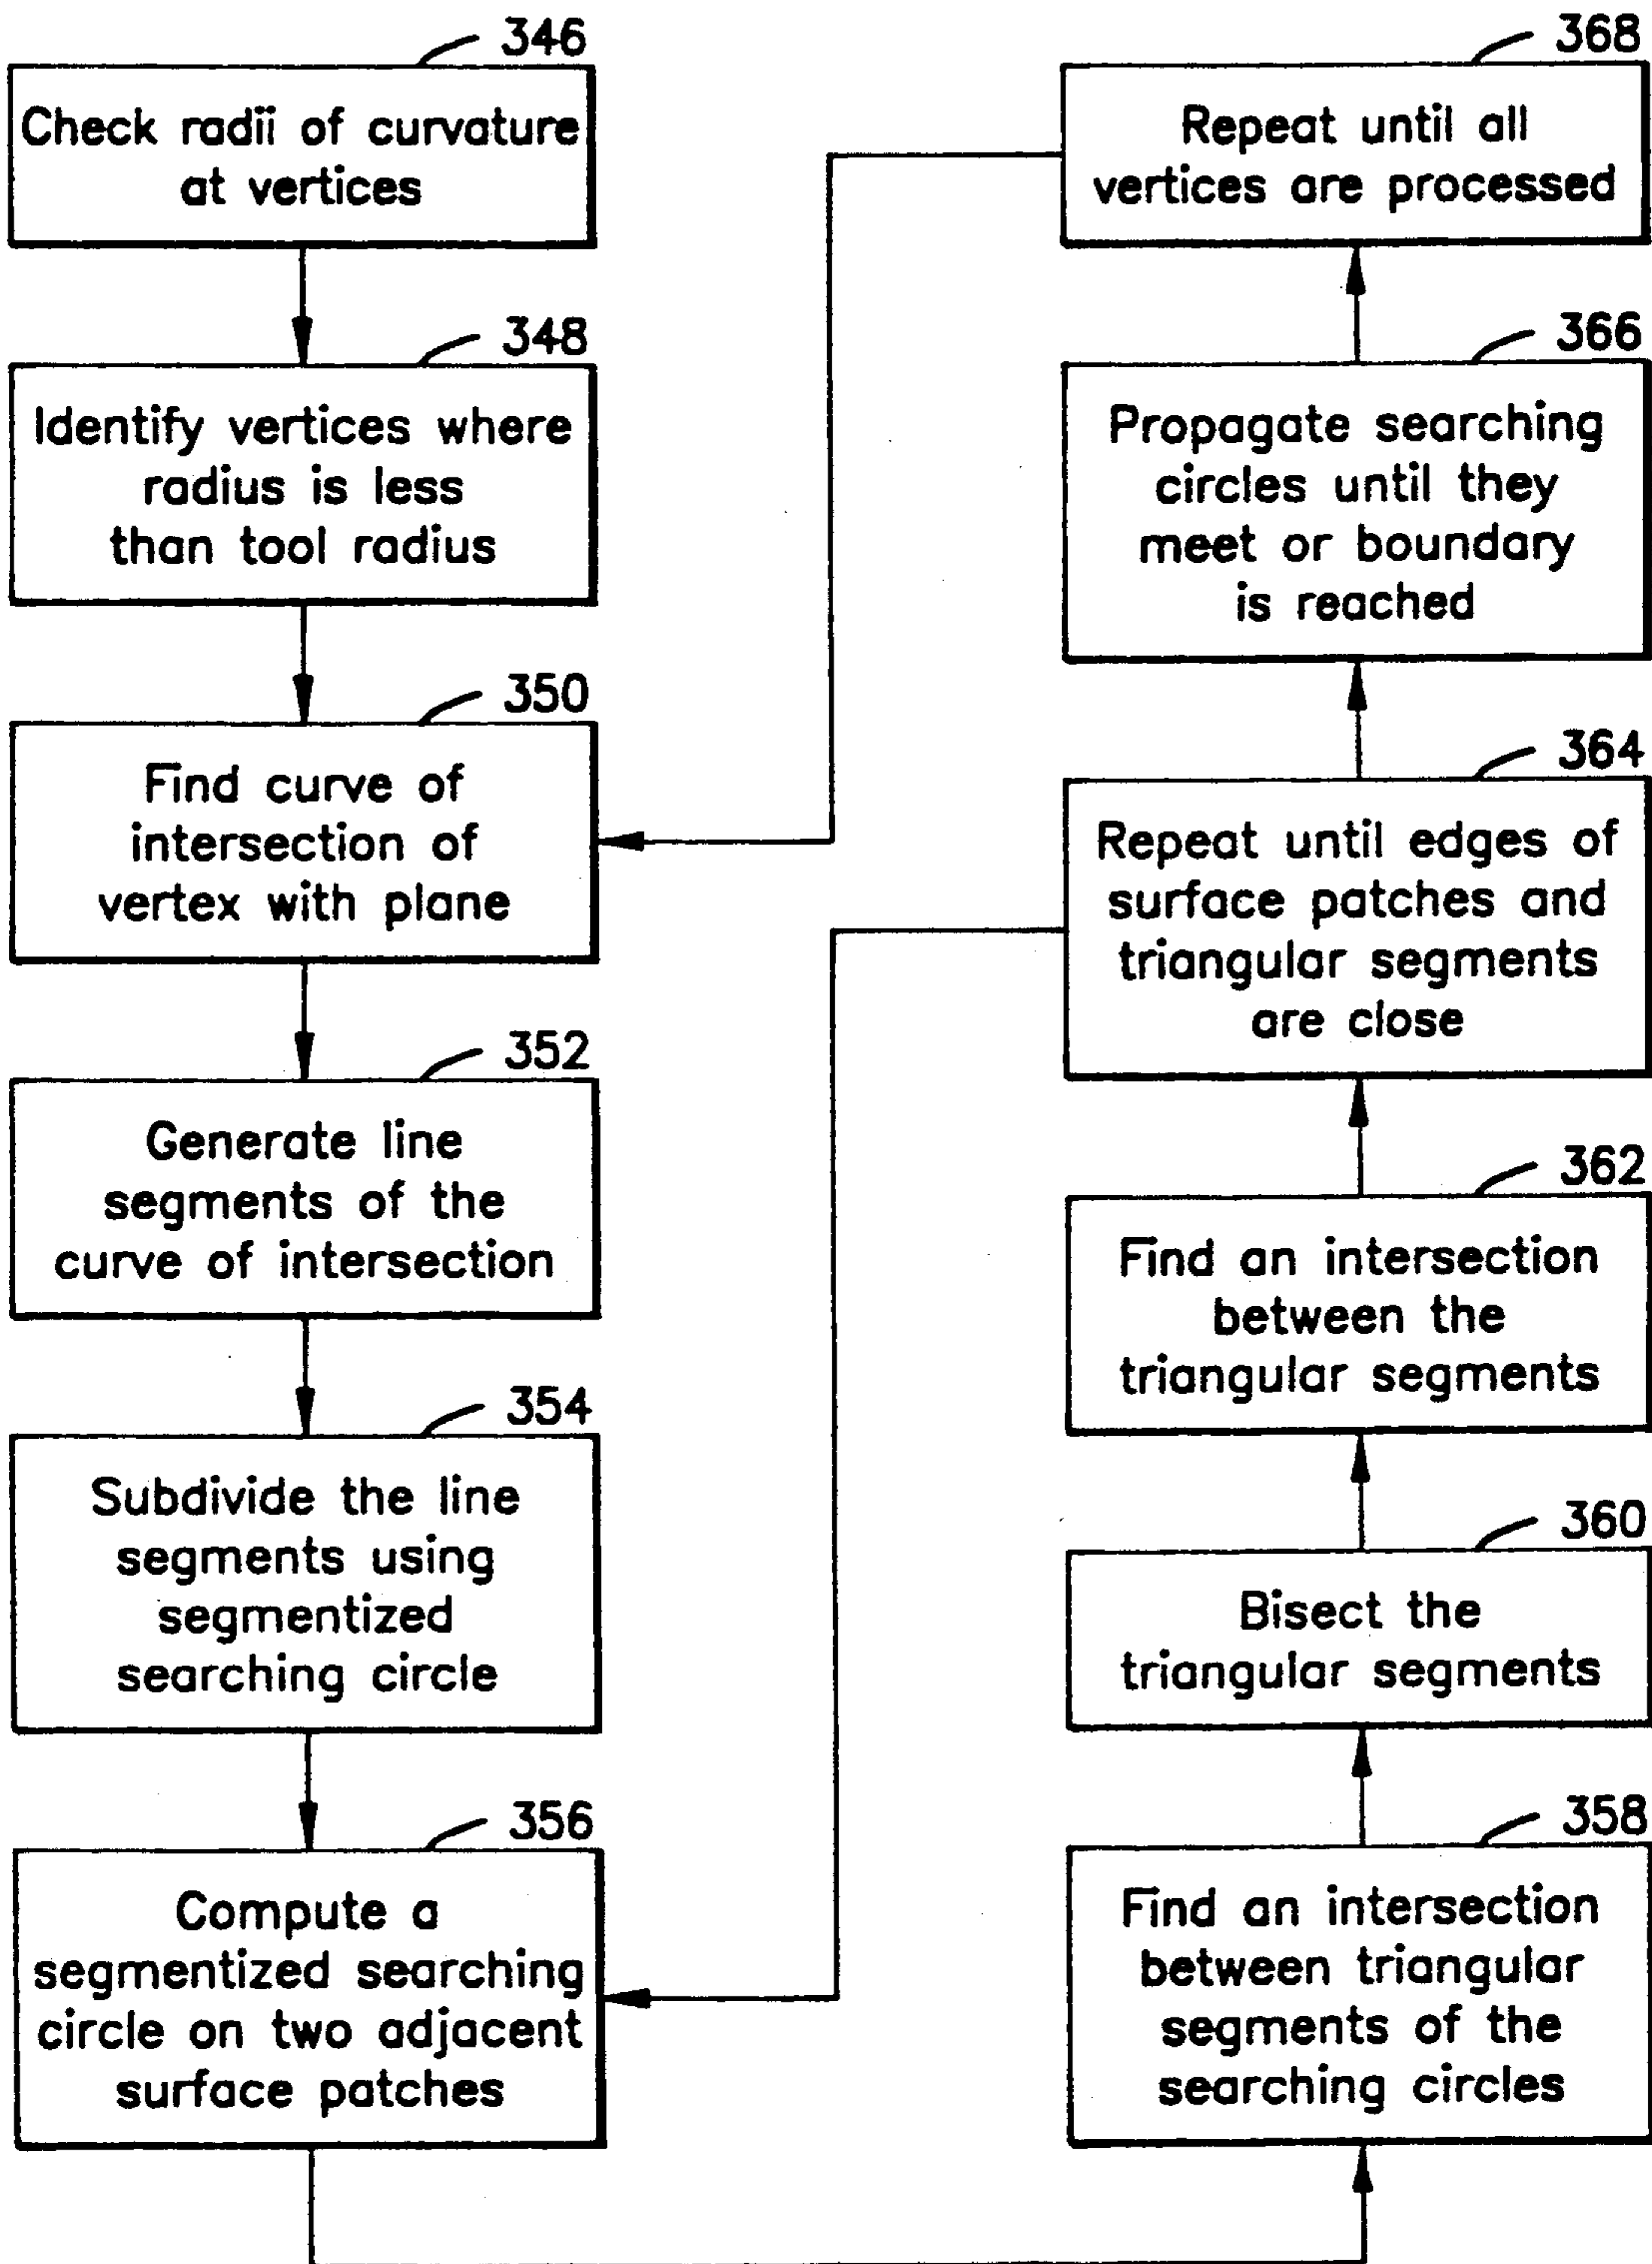 346
Check radii of curvature
at vertices
348
Identify vertices where
radius is less
than tool radius
350
Find curve of
intersection of
vertex with plane
352
Generate line
segments of the
curve of intersection
354
Subdivide the line
segments using
segmentized
searching circle
356
Compute a
segmentized searching
circle on two adjacent
surface patches
368
Repeat until all
vertices are processed
366
Propagate searching
circles until they
meet or boundary
is reached
364
Repeat until edges of
surface patches and
triangular segments
are close
362
Find an intersection
between the
triangular segments
360
Bisect the
triangular segments
358
Find an intersection
between triangular
segments of the
searching circles